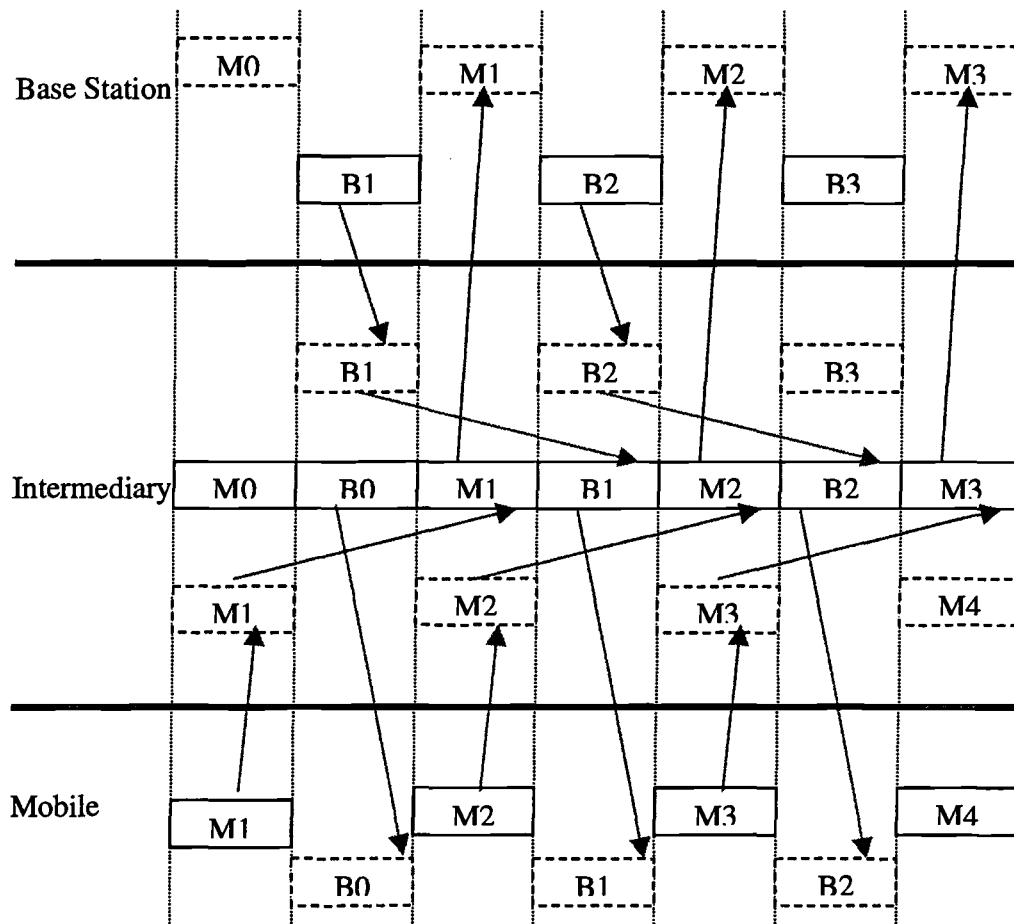 M0 M1 M2 M3
Base Station
B1 B2 B3
B1 B2 B3
Intermediary M0 B0 M1 B1 M2 B2 M3
M1 M2 M3 M4
Mobile M1 M2 M3 M4
B0 B1 B2